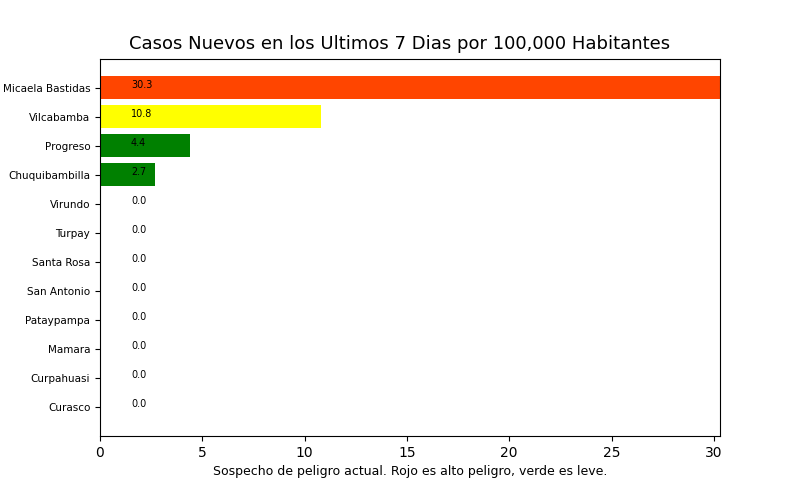 Casos Nuevos en los Ultimos 7 Dias por 100,000 Habitantes
Micaela Bastidas 30.3
Vilcabamba 10.8
Progreso 4.4
Chuquibambilla 2.7
Virundo 0.0
Turpay 0.0
Santa Rosa 0.0
San Antonio 0.0
Pataypampa 0.0
Mamara 0.0
Curpahuasi 0.0
Curasco 0.0
0 5 10 15 20 25 30
Sospecho de peligro actual. Rojo es alto peligro, verde es leve.